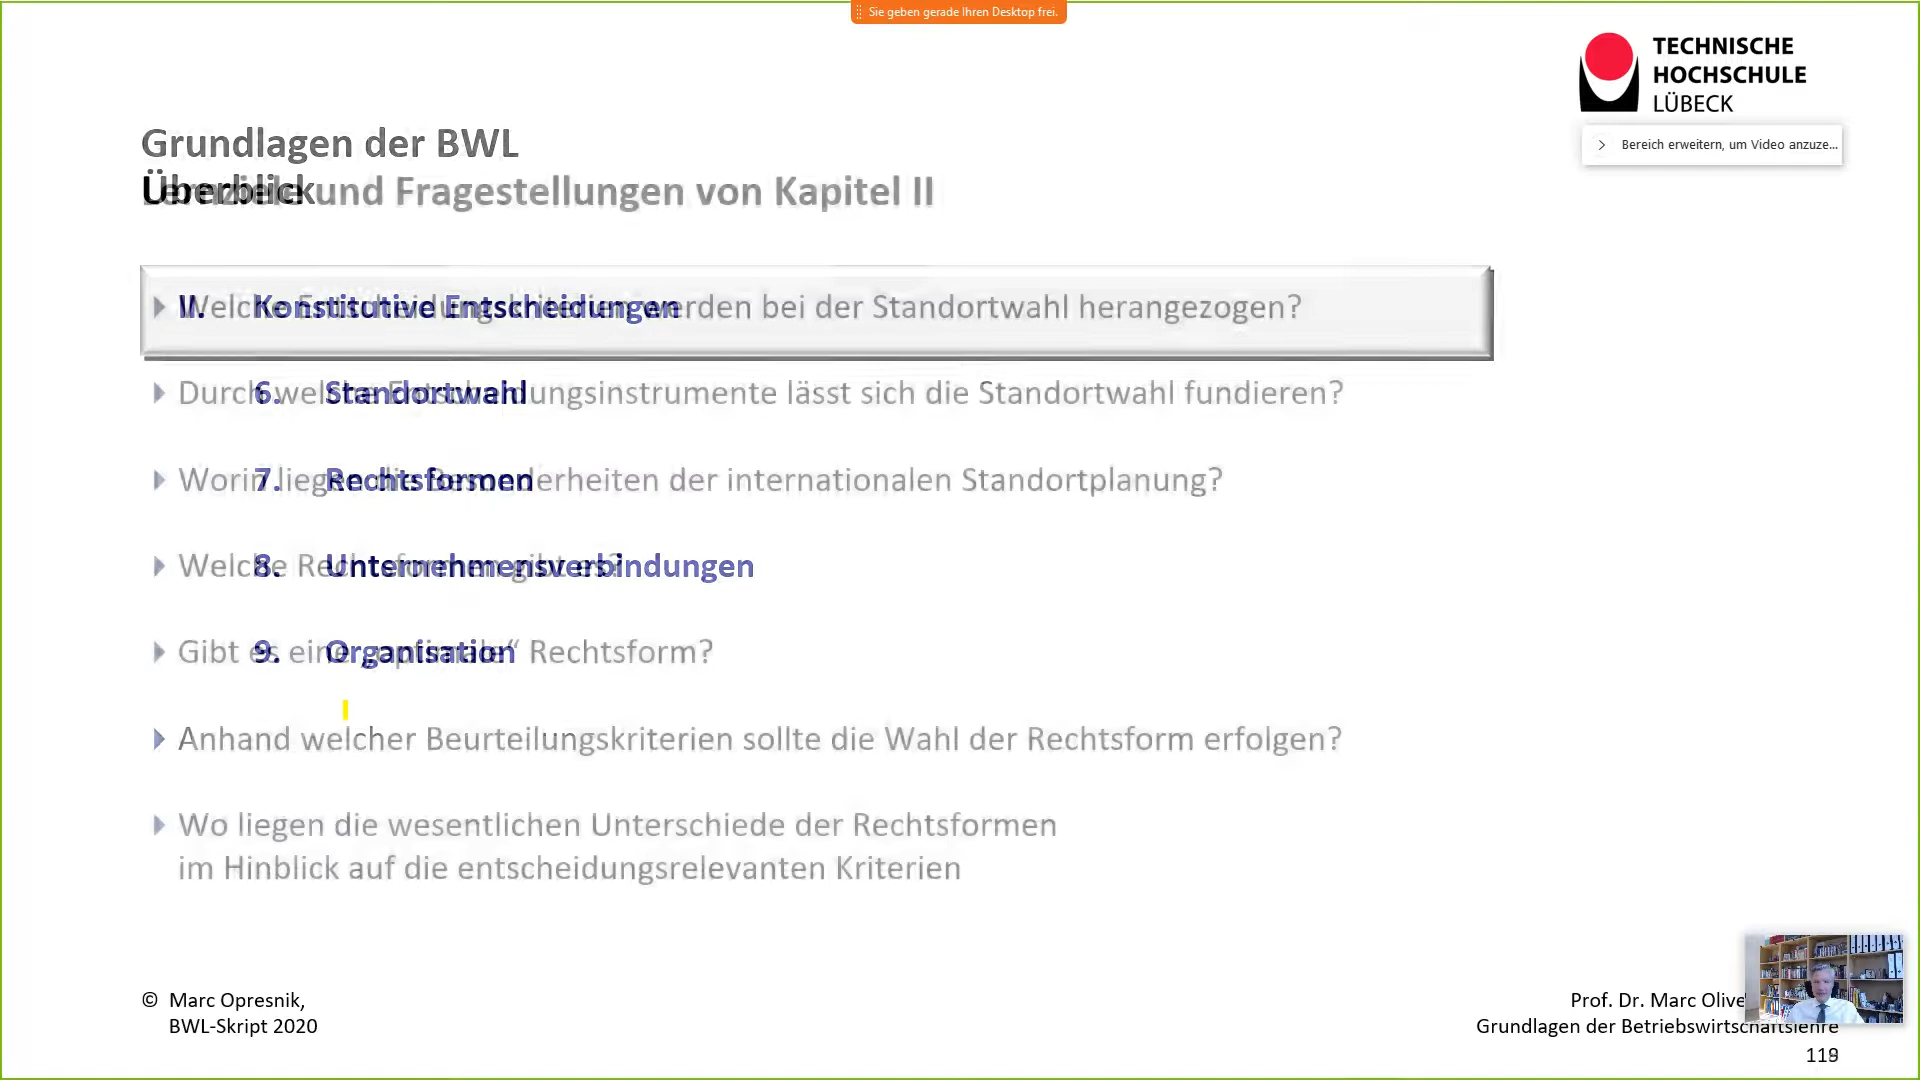 Sie geben gerade Ihren Desktop frei.
TECHNISCHE
HOCHSCHULE
LÜBECK
Bereich erweitern, um Video anzuze...
Grundlagen der BWL
Überblick
und Fragestellungen von Kapitel II
II. Konstitutive Entscheidungen
werden bei der Standortwahl herangezogen?
6. Standortwahl
Durch welche Entscheidungsinstrumente lässt sich die Standortwahl fundieren?
7. Rechtsformen
Worin liegen die Besonderheiten der internationalen Standortplanung?
8. Unternehmensverbindungen
Welche Rechtsformen gibt es?
9. Organisation
Gibt es eine „optimale“ Rechtsform?
Anhand welcher Beurteilungskriterien sollte die Wahl der Rechtsform erfolgen?
Wo liegen die wesentlichen Unterschiede der Rechtsformen
im Hinblick auf die entscheidungsrelevanten Kriterien
© Marc Opresnik,
BWL-Skript 2020
Prof. Dr. Marc Olive
Grundlagen der Betriebswirtschaftslehre